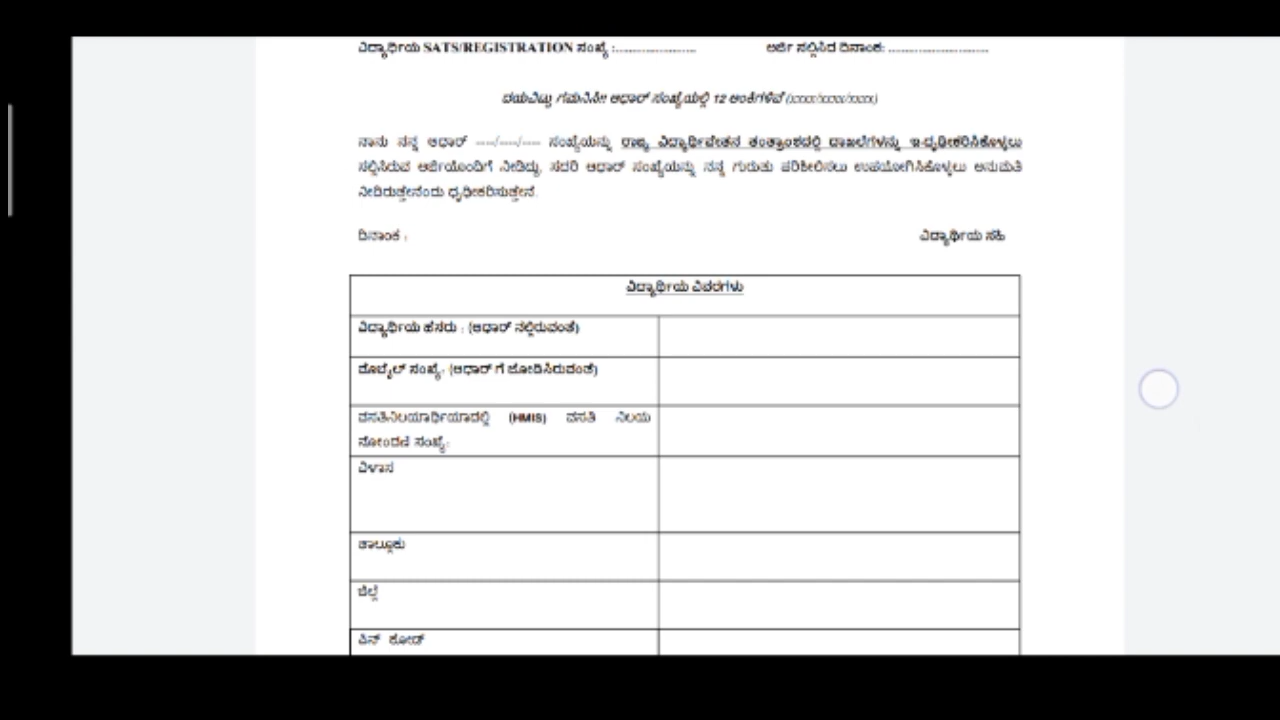 ವಿದ್ಯಾರ್ಥಿಯ SATS/REGISTRATION ಸಂಖ್ಯೆ :........................ ಅರ್ಜಿ ಸಲ್ಲಿಸಿದ ದಿನಾಂಕ: ..............................
ದಯವಿಟ್ಟು ಗಮನಿಸಿ!! ಆಧಾರ್ ಸಂಖ್ಯೆಯಲ್ಲಿ 12 ಅಂಕಿಗಳಿವೆ (xxxx/xxxx/xxxx)
ನಾನು ನನ್ನ ಆಧಾರ್ ----/----/---- ಸಂಖ್ಯೆಯನ್ನು ರಾಜ್ಯ ವಿದ್ಯಾರ್ಥಿವೇತನ ತಂತ್ರಾಂಶದಲ್ಲಿ ದಾಖಲೆಗಳನ್ನು ಇ-ದೃಢೀಕರಿಸಿಕೊಳ್ಳಲು
ಸಲ್ಲಿಸಿರುವ ಅರ್ಜಿಯೊಂದಿಗೆ ನೀಡಿದ್ದು, ಸದರಿ ಆಧಾರ್ ಸಂಖ್ಯೆಯನ್ನು ನನ್ನ ಗುರುತು ಪರಿಶೀಲಿಸಲು ಉಪಯೋಗಿಸಿಕೊಳ್ಳಲು ಅನುಮತಿ
ನೀಡಿರುತ್ತೇನೆಂದು ಧೃಢೀಕರಿಸುತ್ತೇನೆ.
ದಿನಾಂಕ : ವಿದ್ಯಾರ್ಥಿಯ ಸಹಿ
ವಿದ್ಯಾರ್ಥಿಯ ವಿವರಗಳು
ವಿದ್ಯಾರ್ಥಿಯ ಹೆಸರು : (ಆಧಾರ್ ನಲ್ಲಿರುವಂತೆ)
ಮೊಬೈಲ್ ಸಂಖ್ಯೆ: (ಆಧಾರ್ ಗೆ ಜೋಡಿಸಿರುವಂತೆ)
ವಸತಿನಿಲಯಾರ್ಥಿಯಾದಲ್ಲಿ (HMIS) ವಸತಿ ನಿಲಯ
ನೋಂದಣಿ ಸಂಖ್ಯೆ:
ವಿಳಾಸ
ತಾಲ್ಲೂಕು
ಜಿಲ್ಲೆ
ಪಿನ್ ಕೋಡ್